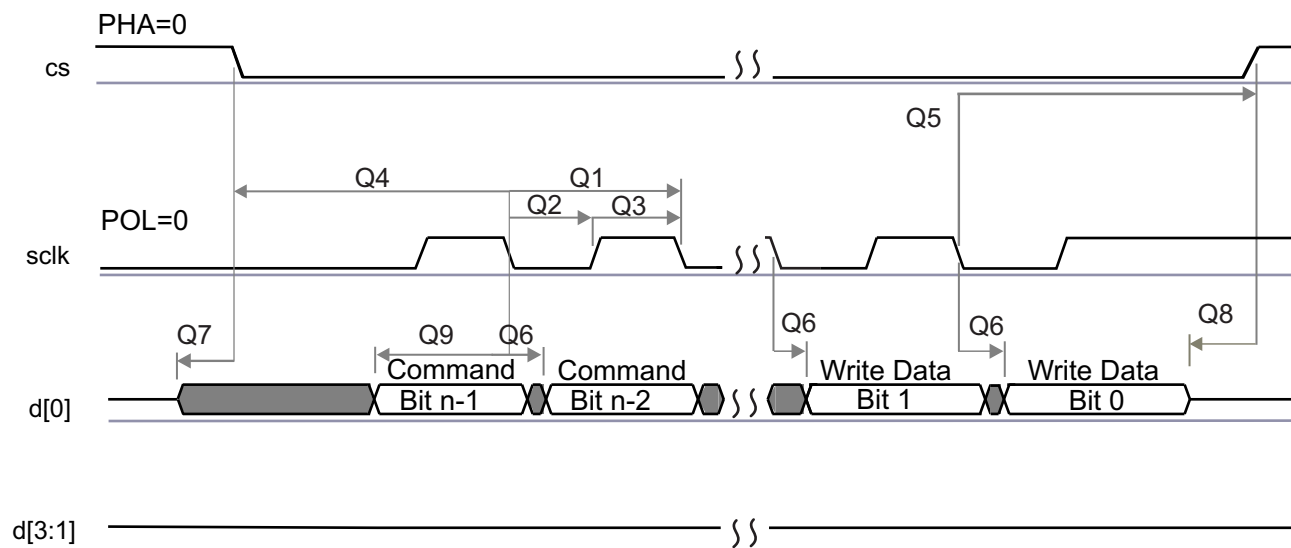 PHA=0
cs
Q5
Q4
Q1
Q2
Q3
POL=0
sclk
Q7
Q9
Q6
Q6
Q6
Q8
Command
Command
Write Data
Write Data
d[0]
Bit n-1
Bit n-2
Bit 1
Bit 0
d[3:1]